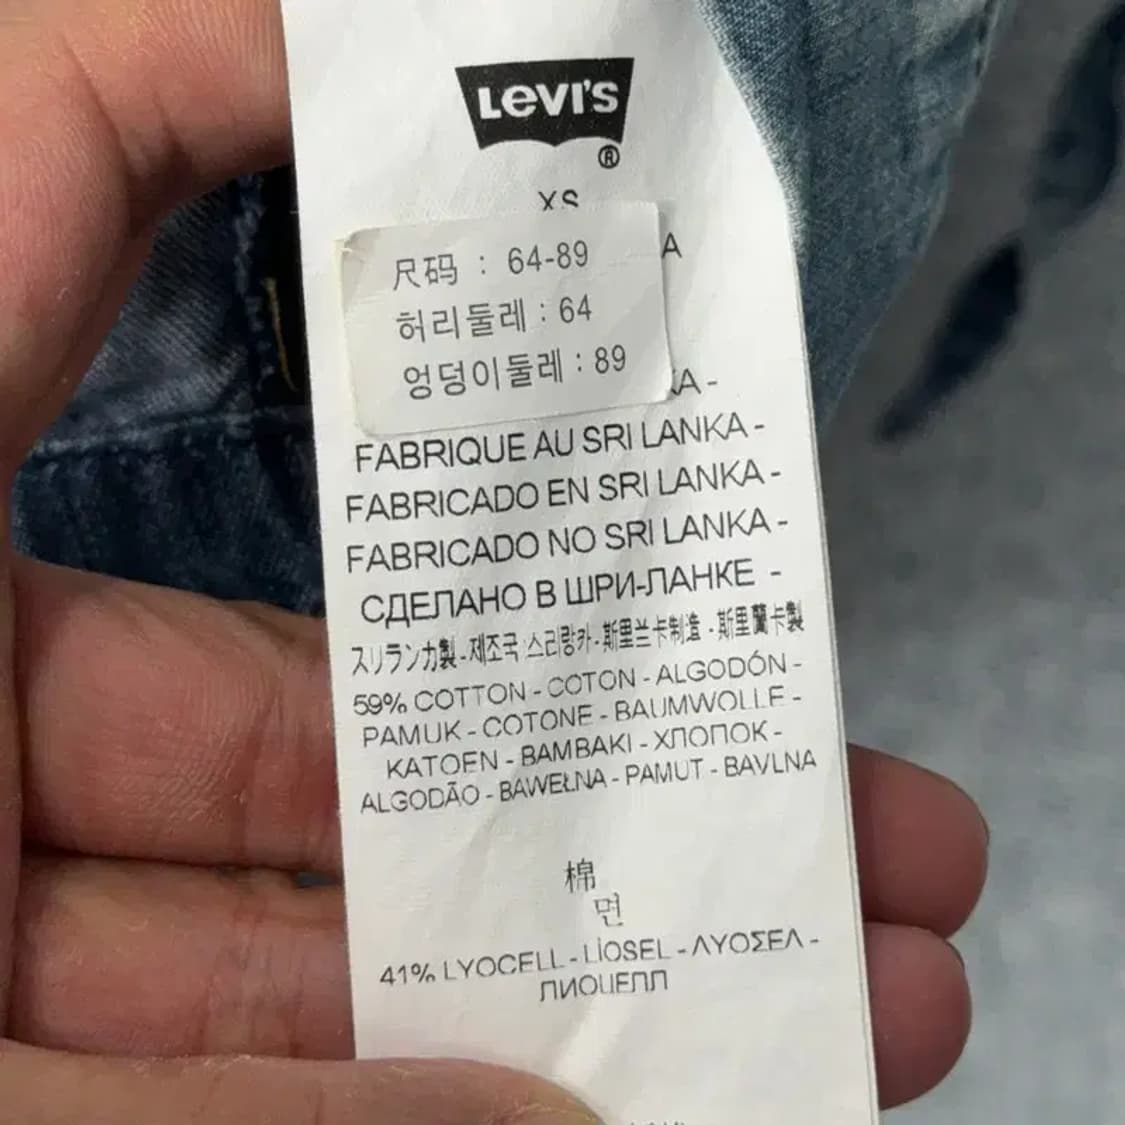 LEVI'S
®
XS
尺码 : 64-89
A
허리둘레 : 64
엉덩이둘레 : 89
KA -
FABRIQUE AU SRI LANKA -
FABRICADO EN SRI LANKA -
FABRICADO NO SRI LANKA -
СДЕЛАНО В ШРИ-ЛАНКЕ -
スリランカ製 - 제조국 스리랑카 - 斯里兰卡制造 - 斯里蘭卡製
59% COTTON - COTON - ALGODÓN -
PAMUK - COTONE - BAUMWOLLE -
KATOEN - BAMBAKI - ХЛОПОК -
ALGODÃO - BAWEŁNA - PAMUT - BAVLNA
棉
면
41% LYOCELL - LİOSEL - ΛΥΟΣΕΛ -
ЛИОЦЕЛЛ